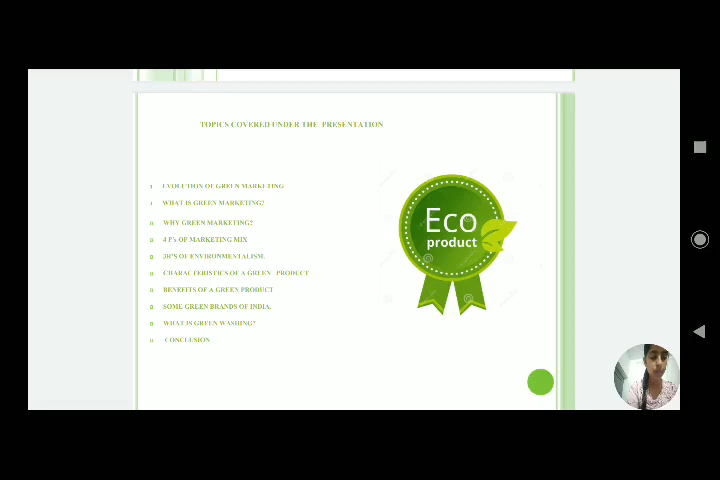 TOPICS COVERED UNDER THE PRESENTATION
EVOLUTION OF GREEN MARKETING
WHAT IS GREEN MARKETING?
WHY GREEN MARKETING?
4 P's OF MARKETING MIX
3R'S OF ENVIRONMENTALISM.
CHARACTERISTICS OF A GREEN PRODUCT
BENEFITS OF A GREEN PRODUCT
SOME GREEN BRANDS OF INDIA.
WHAT IS GREEN WASHING?
CONCLUSION
Eco
product